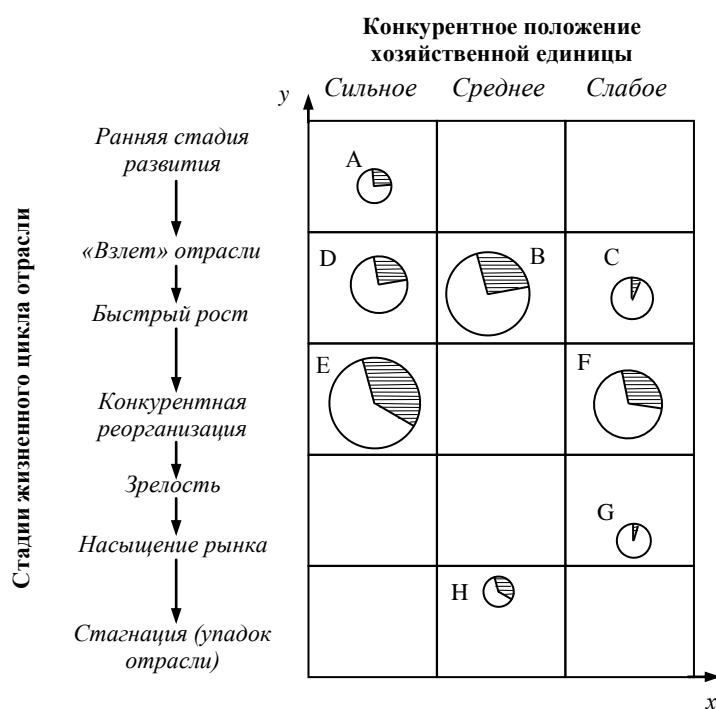 Конкурентное положение
хозяйственной единицы
y
Сильное Среднее Слабое
Ранняя стадия
развития
A
«Взлет» отрасли
D
B
C
Быстрый рост
E
F
Конкурентная
реорганизация
Зрелость
G
Насыщение рынка
H
Стагнация (упадок
отрасли)
x
Стадии жизненного цикла отрасли